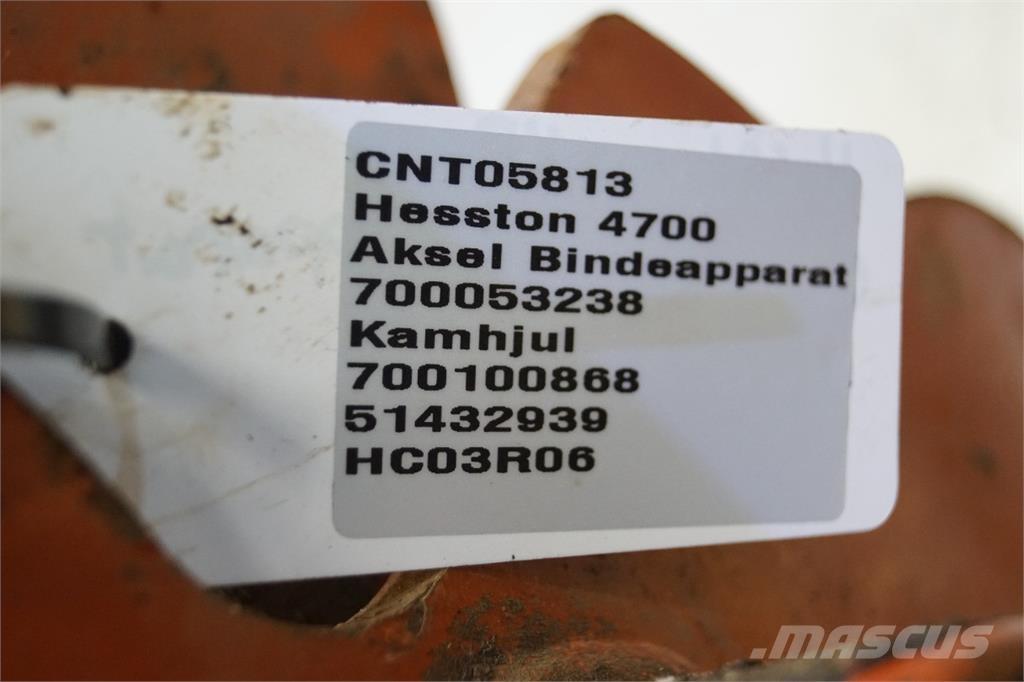 CNT05813
Hesston 4700
Aksel Bindeapparat
700053238
Kamhjul
700100868
51432939
HC03R06
.MASCUS